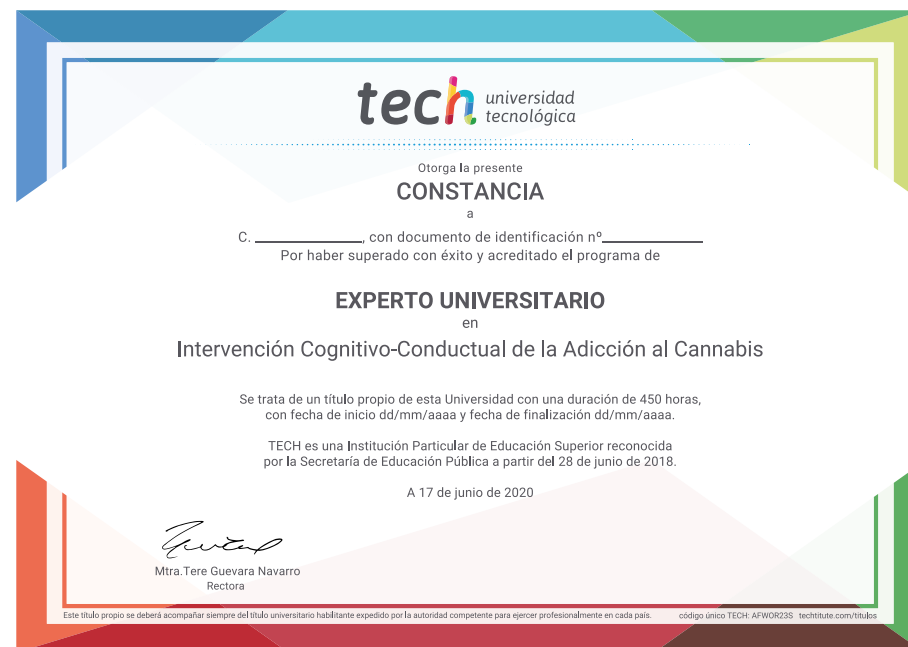 tech universidad
tecnológica
Otorga la presente
CONSTANCIA
a
C. ____________, con documento de identificación nº____________
Por haber superado con éxito y acreditado el programa de
EXPERTO UNIVERSITARIO
en
Intervención Cognitivo-Conductual de la Adicción al Cannabis
Se trata de un título propio de esta Universidad con una duración de 450 horas,
con fecha de inicio dd/mm/aaaa y fecha de finalización dd/mm/aaaa.
TECH es una Institución Particular de Educación Superior reconocida
por la Secretaría de Educación Pública a partir del 28 de junio de 2018.
A 17 de junio de 2020
Mtra.Tere Guevara Navarro
Rectora
Este título propio se deberá acompañar siempre del título universitario habilitante expedido por la autoridad competente para ejercer profesionalmente en cada país. código único TECH: AFWOR23S techtitute.com/titulos